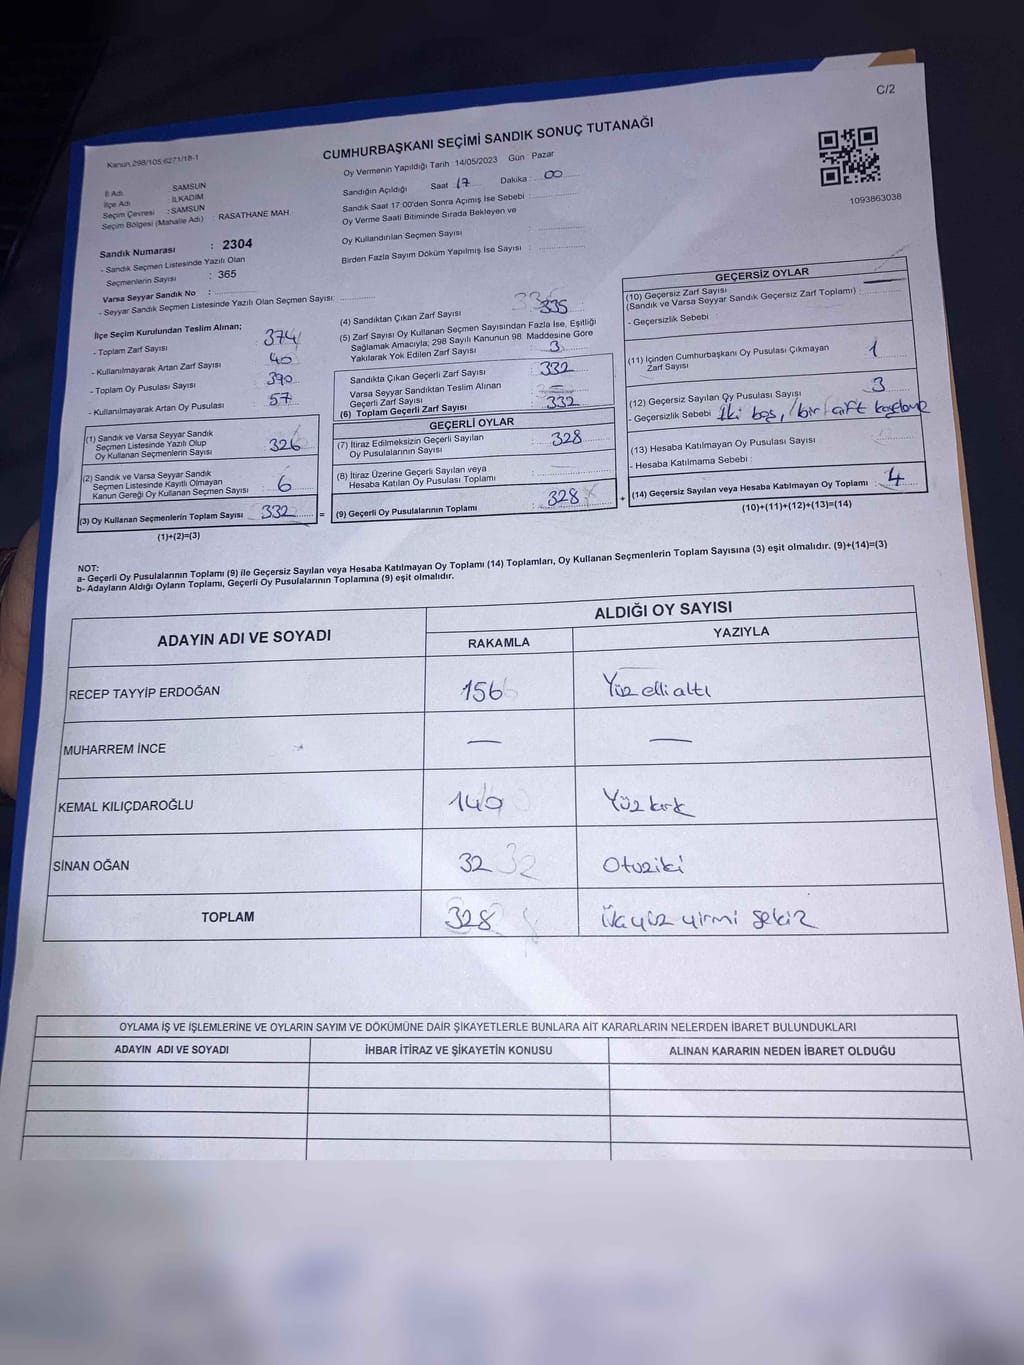 C/2
Kanun 298/105 6271/18-1
CUMHURBAŞKANI SEÇİMİ SANDIK SONUÇ TUTANAĞI
Oy Vermenin Yapıldığı Tarih 14/05/2023 Gün : Pazar
İl Adı : SAMSUN
İlçe Adı : İLKADIM
Seçim Çevresi : SAMSUN
Seçim Bölgesi (Mahalle Adı) : RASATHANE MAH.
Sandık Numarası : 2304
- Sandık Seçmen Listesinde Yazılı Olan
Seçmenlerin Sayısı : 365
Varsa Seyyar Sandık No :
- Seyyar Sandık Seçmen Listesinde Yazılı Olan Seçmen Sayısı:
Sandığın Açıldığı Saat 17 Dakika : 00
Sandık Saat 17:00'den Sonra Açımış İse Sebebi :
Oy Verme Saati Bitiminde Sırada Bekleyen ve
Oy Kullandırılan Seçmen Sayısı :
Birden Fazla Sayım Döküm Yapılmış İse Sayısı :
1093863038
İlçe Seçim Kurulundan Teslim Alınan;
- Toplam Zarf Sayısı : 374
- Kullanılmayarak Artan Zarf Sayısı : 40
- Toplam Oy Pusulası Sayısı : 390
- Kullanılmayarak Artan Oy Pusulası : 57
(1) Sandık ve Varsa Seyyar Sandık
Seçmen Listesinde Yazılı Olup
Oy Kullanan Seçmenlerin Sayısı : 326
(2) Sandık ve Varsa Seyyar Sandık
Seçmen Listesinde Kayıtlı Olmayan
Kanun Gereği Oy Kullanan Seçmen Sayısı : 6
(3) Oy Kullanan Seçmenlerin Toplam Sayısı : 332 =
(1)+(2)=(3)
(4) Sandıktan Çıkan Zarf Sayısı : 335
(5) Zarf Sayısı Oy Kullanan Seçmen Sayısından Fazla İse, Eşitliği
Sağlamak Amacıyla; 298 Sayılı Kanunun 98. Maddesine Göre
Yakılarak Yok Edilen Zarf Sayısı : 3
Sandıkta Çıkan Geçerli Zarf Sayısı : 332
Varsa Seyyar Sandıktan Teslim Alınan
Geçerli Zarf Sayısı : —
(6) Toplam Geçerli Zarf Sayısı : 332
GEÇERLİ OYLAR
(7) İtiraz Edilmeksizin Geçerli Sayılan
Oy Pusulalarının Sayısı : 328
(8) İtiraz Üzerine Geçerli Sayılan veya
Hesaba Katılan Oy Pusulası Toplamı :
(9) Geçerli Oy Pusulalarının Toplamı : 328 +
GEÇERSİZ OYLAR
(10) Geçersiz Zarf Sayısı
(Sandık ve Varsa Seyyar Sandık Geçersiz Zarf Toplamı) : —
- Geçersizlik Sebebi :
(11) İçinden Cumhurbaşkanı Oy Pusulası Çıkmayan
Zarf Sayısı : 1
(12) Geçersiz Sayılan Oy Pusulası Sayısı : 3
- Geçersizlik Sebebi : İki boş, bir çift
(13) Hesaba Katılmayan Oy Pusulası Sayısı :
- Hesaba Katılmama Sebebi :
(14) Geçersiz Sayılan veya Hesaba Katılmayan Oy Toplamı : 4
(10)+(11)+(12)+(13)=(14)
NOT:
a- Geçerli Oy Pusulalarının Toplamı (9) ile Geçersiz Sayılan veya Hesaba Katılmayan Oy Toplamı (14) Toplamları, Oy Kullanan Seçmenlerin Toplam Sayısına (3) eşit olmalıdır. (9)+(14)=(3)
b- Adayların Aldığı Oyların Toplamı, Geçerli Oy Pusulalarının Toplamına (9) eşit olmalıdır.
ADAYIN ADI VE SOYADI
ALDIĞI OY SAYISI
RAKAMLA YAZIYLA
RECEP TAYYİP ERDOĞAN 156 Yüz elli altı
MUHARREM İNCE — —
KEMAL KILIÇDAROĞLU 140 Yüz kırk
SİNAN OĞAN 32 Otuziki
TOPLAM 328 Üç yüz yirmi sekiz
OYLAMA İŞ VE İŞLEMLERİNE VE OYLARIN SAYIM VE DÖKÜMÜNE DAİR ŞİKAYETLERLE BUNLARA AİT KARARLARIN NELERDEN İBARET BULUNDUKLARI
ADAYIN ADI VE SOYADI İHBAR İTİRAZ VE ŞİKAYETİN KONUSU ALINAN KARARIN NEDEN İBARET OLDUĞU